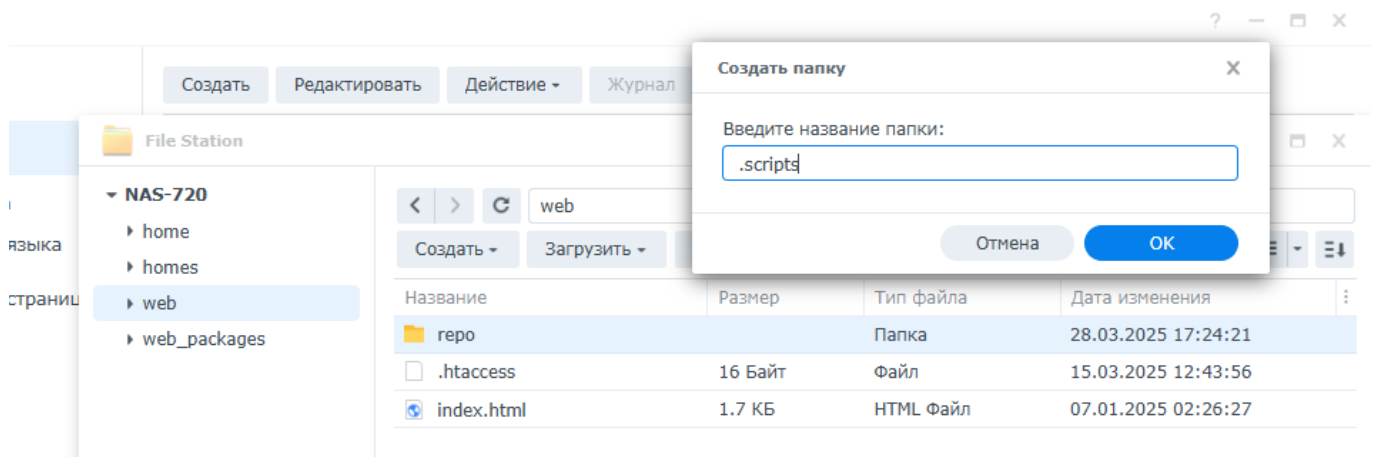 Создать Редактировать Действие Журнал
Создать папку
Введите название папки:
.scripts
Отмена OK
File Station
языка
страниц
NAS-720
home
homes
web
web_packages
web
Создать Загрузить
Название Размер Тип файла Дата изменения
repo Папка 28.03.2025 17:24:21
.htaccess 16 Байт Файл 15.03.2025 12:43:56
index.html 1.7 КБ HTML Файл 07.01.2025 02:26:27